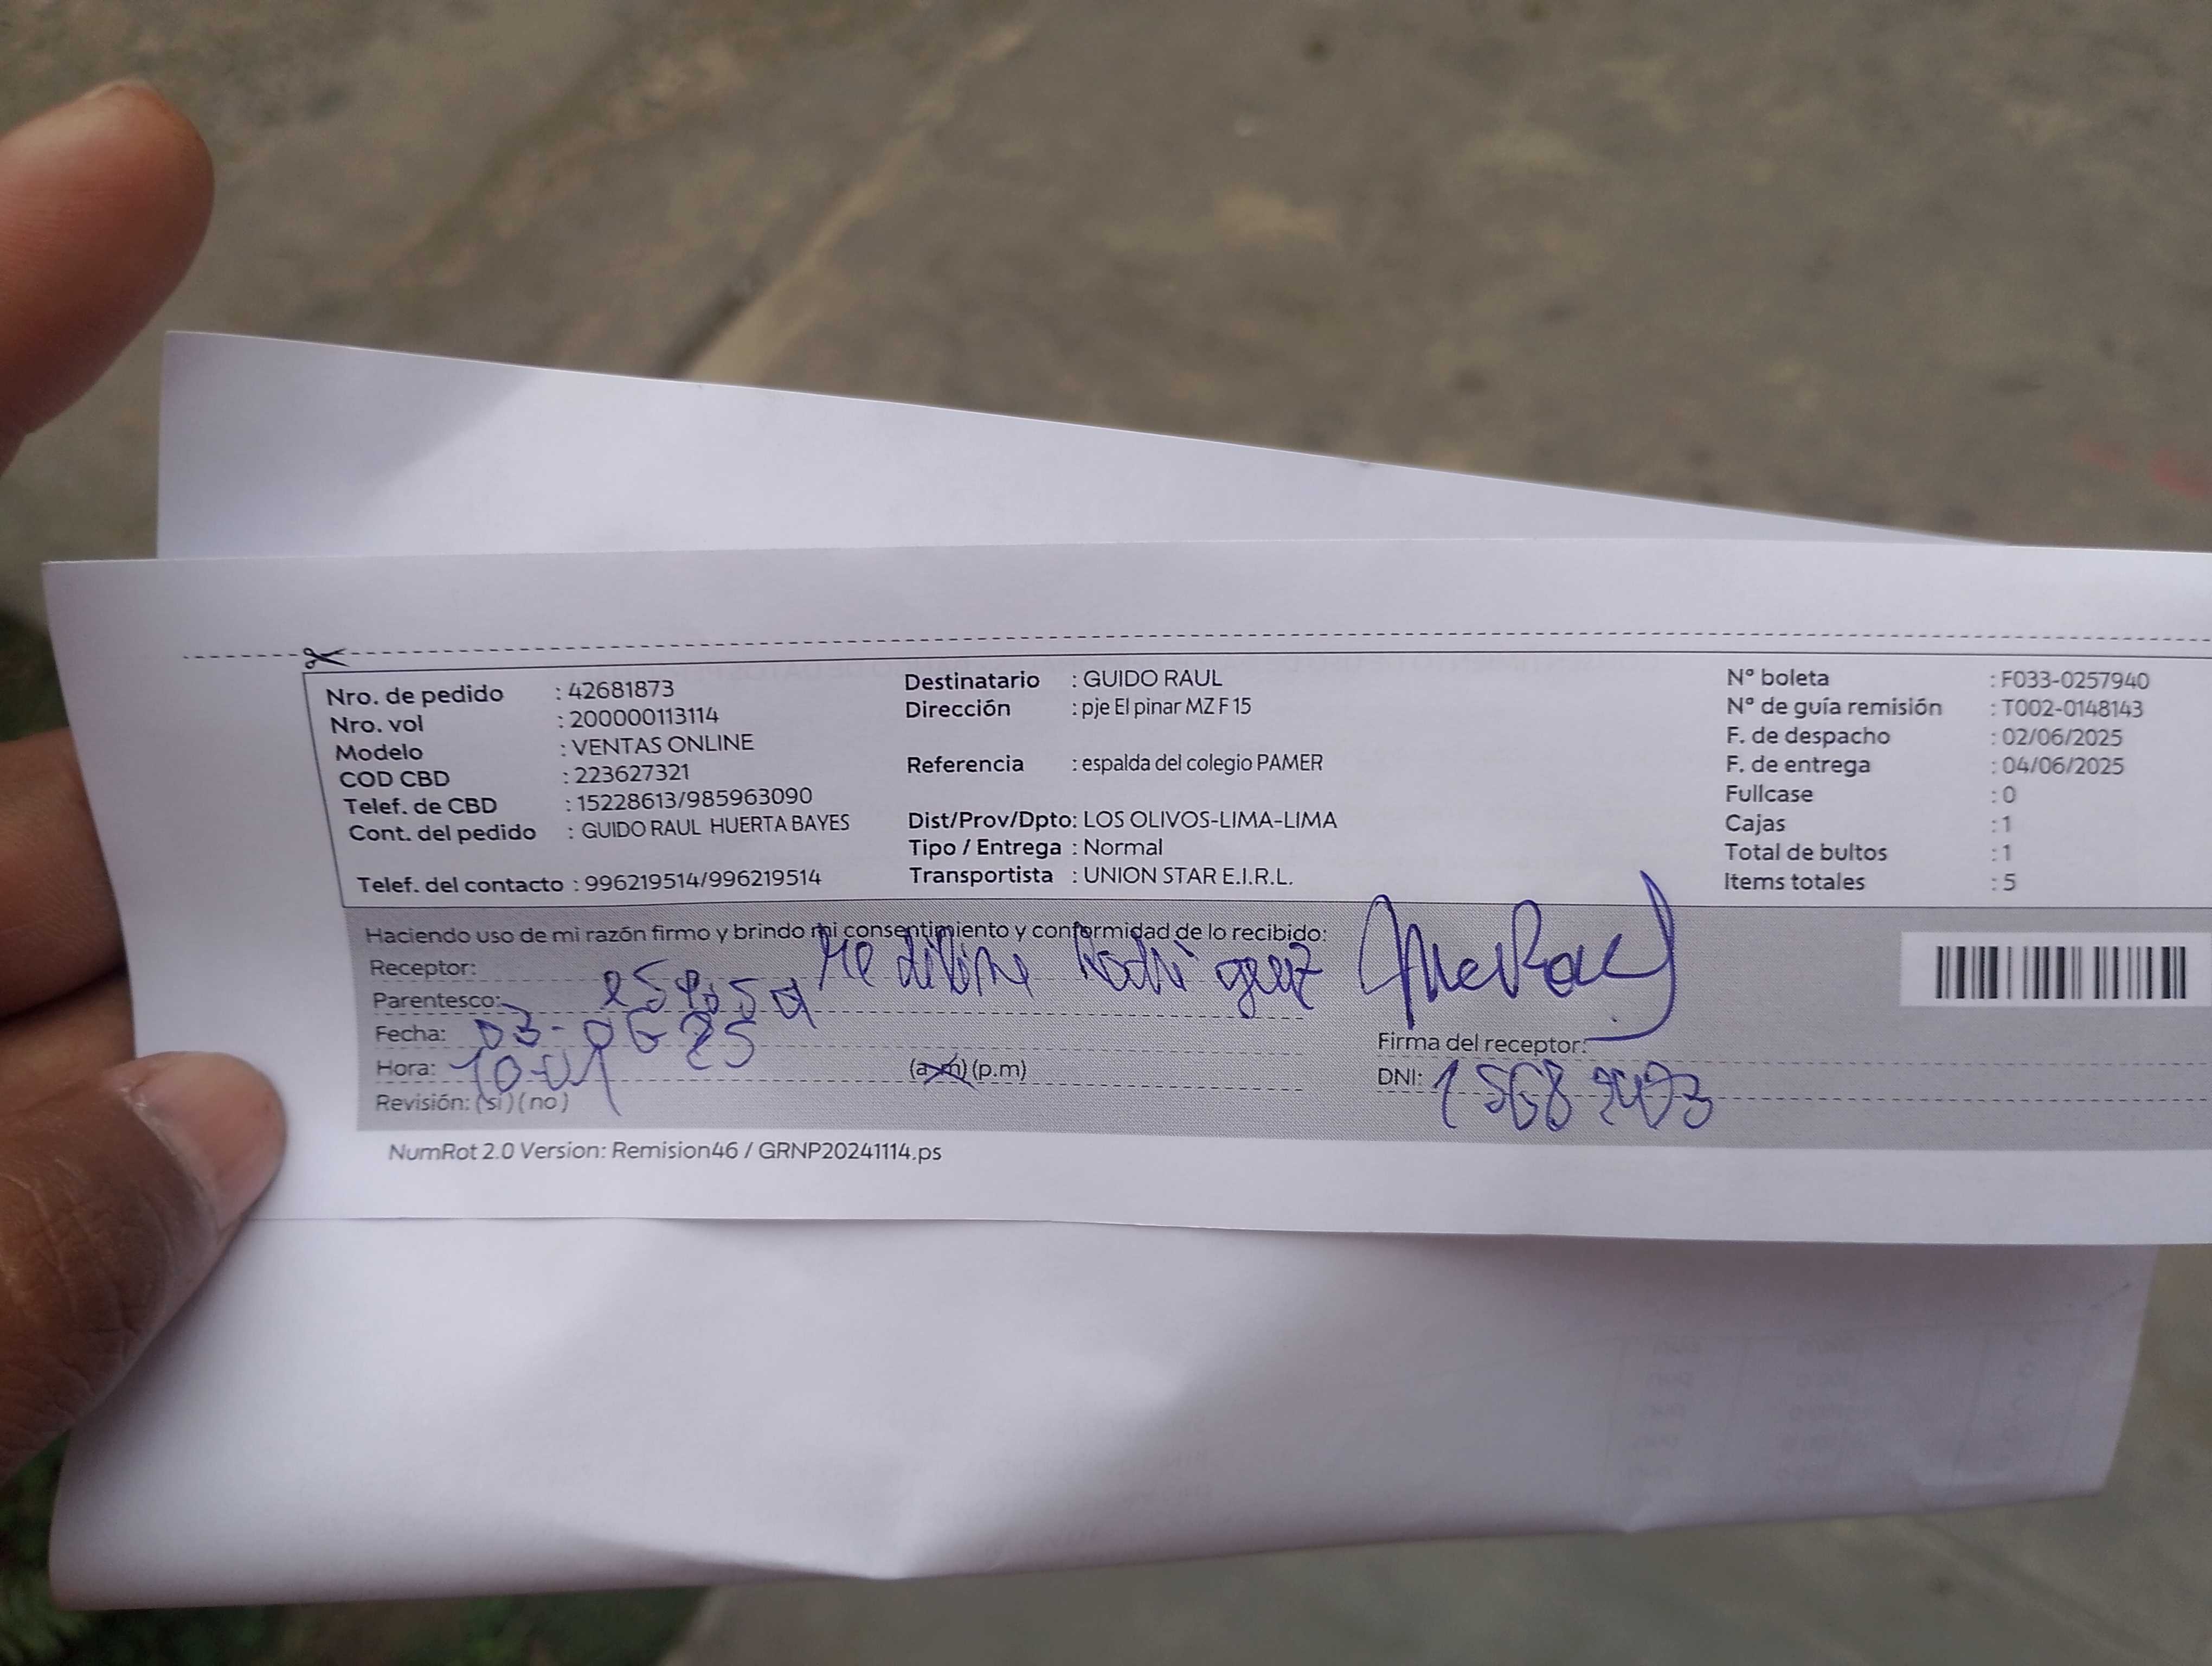 Nro. de pedido : 42681873
Nro. vol : 200000113114
Modelo : VENTAS ONLINE
COD CBD : 223627321
Telef. de CBD : 15228613/985963090
Cont. del pedido : GUIDO RAUL HUERTA BAYES
Telef. del contacto : 996219514/996219514
Destinatario : GUIDO RAUL
Dirección : pje El pinar MZ F 15
Referencia : espalda del colegio PAMER
Dist/Prov/Dpto: LOS OLIVOS-LIMA-LIMA
Tipo / Entrega : Normal
Transportista : UNION STAR E.I.R.L.
N° boleta : F033-0257940
N° de guía remisión : T002-0148143
F. de despacho : 02/06/2025
F. de entrega : 04/06/2025
Fullcase : 0
Cajas : 1
Total de bultos : 1
Items totales : 5
Haciendo uso de mi razón firmo y brindo mi consentimiento y conformidad de lo recibido:
Receptor: Rodriguez
Parentesco: esposa
Fecha: 03-06-25
Hora: 10-01 (a.m) (p.m)
Revisión: (si) (no)
Firma del receptor:
DNI:
NumRot 2.0 Version: Remision46 / GRNP20241114.ps